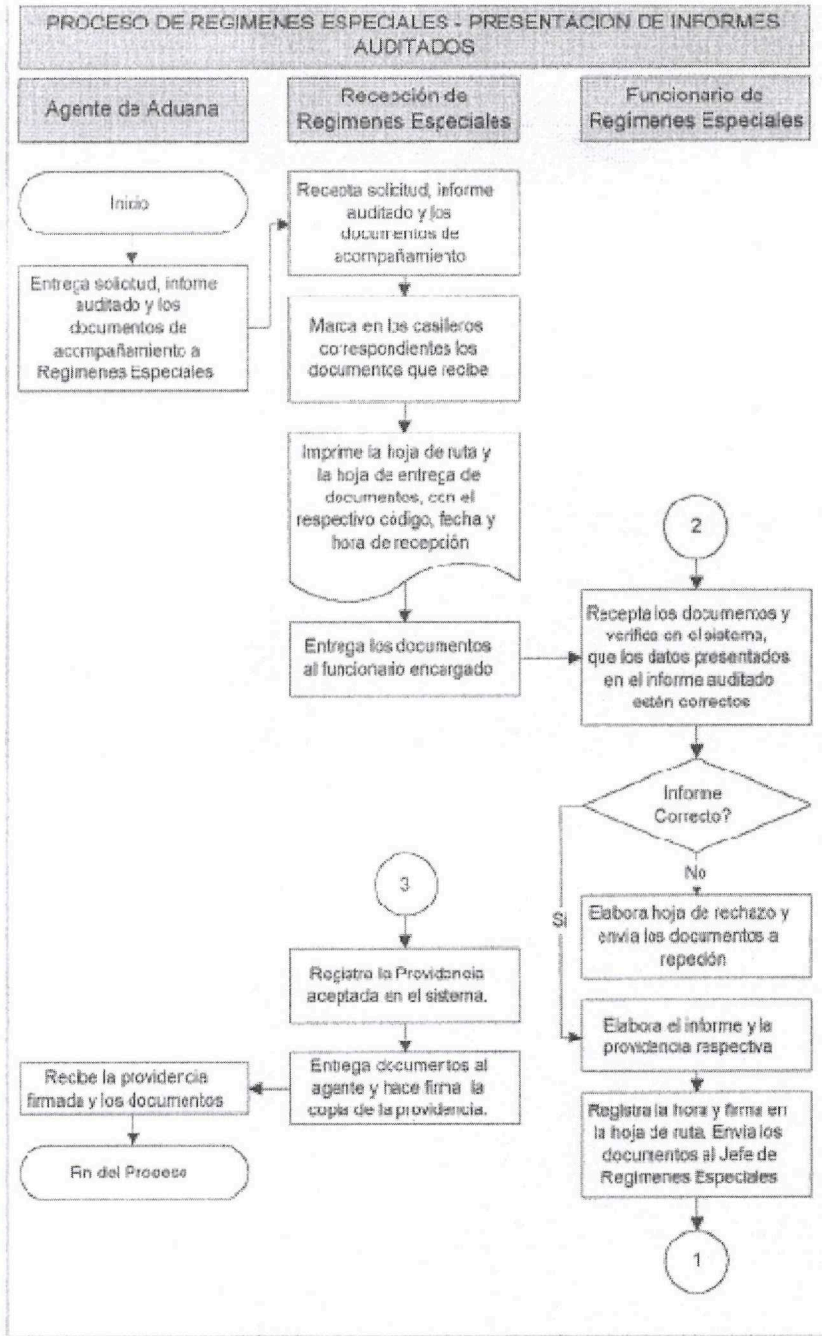 PROCESO DE REGIMENES ESPECIALES - PRESENTACION DE INFORMES
AUDITADOS
Agente de Aduana
Recepción de
Regimenes Especiales
Funcionario de
Regimenes Especiales
Inicio
Entrega solicitud, informe
auditado y los
documentos de
acompañamiento a
Regimenes Especiales
Recepta solicitud, informe
auditado y los
documentos de
acompañamiento
Marca en los casilleros
correspondientes los
documentos que recibe
Imprime la hoja de ruta y
la hoja de entrega de
documentos, con el
respectivo código, fecha y
hora de recepción
Entrega los documentos
al funcionario encargado
2
Recepta los documentos y
verifica en el sistema,
que los datos presentados
en el informe auditado
están correctos
Informe
Correcto?
No
Si
Elabora hoja de rechazo y
envia los documentos a
repeción
Elabora el informe y la
providencia respectiva
Registra la hora y firma en
la hoja de ruta. Envia los
documentos al Jefe de
Regimenes Especiales
1
3
Registra la Providencia
aceptada en el sistema.
Entrega documentos al
agente y hace firma la
copia de la providencia.
Recibe la providencia
firmada y los documentos
Fin del Proceso